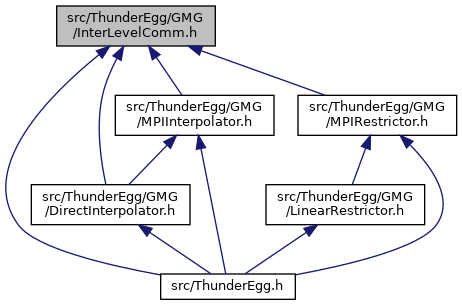 src/ThunderEgg/GMG
/InterLevelComm.h
src/ThunderEgg/GMG
/MPIInterpolator.h
src/ThunderEgg/GMG
/MPIRestrictor.h
src/ThunderEgg/GMG
/DirectInterpolator.h
src/ThunderEgg/GMG
/LinearRestrictor.h
src/ThunderEgg.h